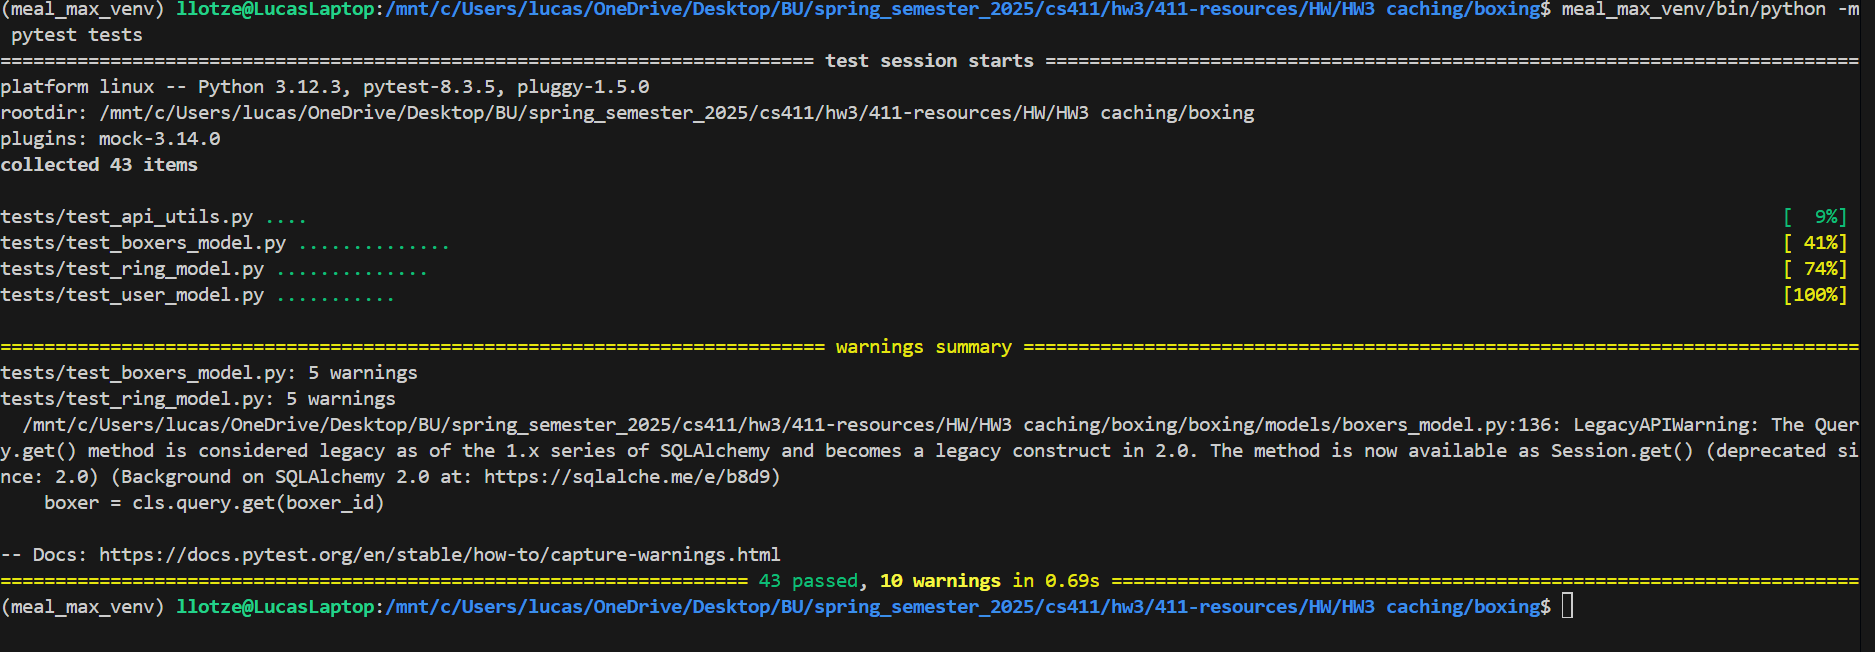 (meal_max_venv) llotze@LucasLaptop:/mnt/c/Users/lucas/OneDrive/Desktop/BU/spring_semester_2025/cs411/hw3/411-resources/HW/HW3 caching/boxing$ meal_max_venv/bin/python -m
 pytest tests
========================================================================== test session starts ==========================================================================
platform linux -- Python 3.12.3, pytest-8.3.5, pluggy-1.5.0
rootdir: /mnt/c/Users/lucas/OneDrive/Desktop/BU/spring_semester_2025/cs411/hw3/411-resources/HW/HW3 caching/boxing
plugins: mock-3.14.0
collected 43 items

tests/test_api_utils.py .... [  9%]
tests/test_boxers_model.py .............. [ 41%]
tests/test_ring_model.py .............. [ 74%]
tests/test_user_model.py ........... [100%]

=========================================================================== warnings summary ============================================================================
tests/test_boxers_model.py: 5 warnings
tests/test_ring_model.py: 5 warnings
  /mnt/c/Users/lucas/OneDrive/Desktop/BU/spring_semester_2025/cs411/hw3/411-resources/HW/HW3 caching/boxing/boxing/models/boxers_model.py:136: LegacyAPIWarning: The Quer
y.get() method is considered legacy as of the 1.x series of SQLAlchemy and becomes a legacy construct in 2.0. The method is now available as Session.get() (deprecated si
nce: 2.0) (Background on SQLAlchemy 2.0 at: https://sqlalche.me/e/b8d9)
    boxer = cls.query.get(boxer_id)

-- Docs: https://docs.pytest.org/en/stable/how-to/capture-warnings.html
==================================================================== 43 passed, 10 warnings in 0.69s ====================================================================
(meal_max_venv) llotze@LucasLaptop:/mnt/c/Users/lucas/OneDrive/Desktop/BU/spring_semester_2025/cs411/hw3/411-resources/HW/HW3 caching/boxing$